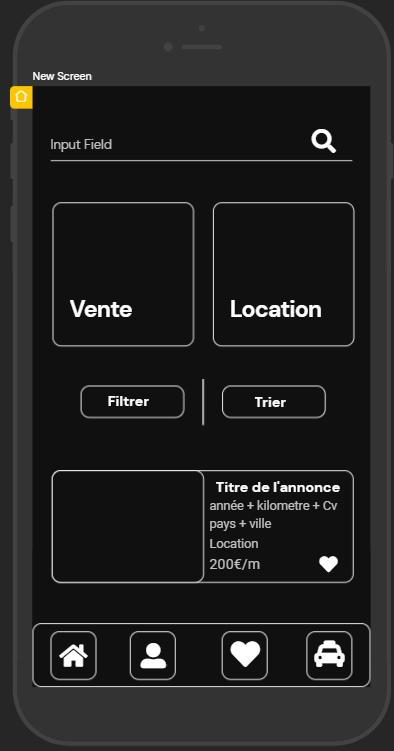 New Screen
Input Field
Vente
Location
Filtrer
Trier
Titre de l'annonce
année + kilometre + Cv
pays + ville
Location
200€/m